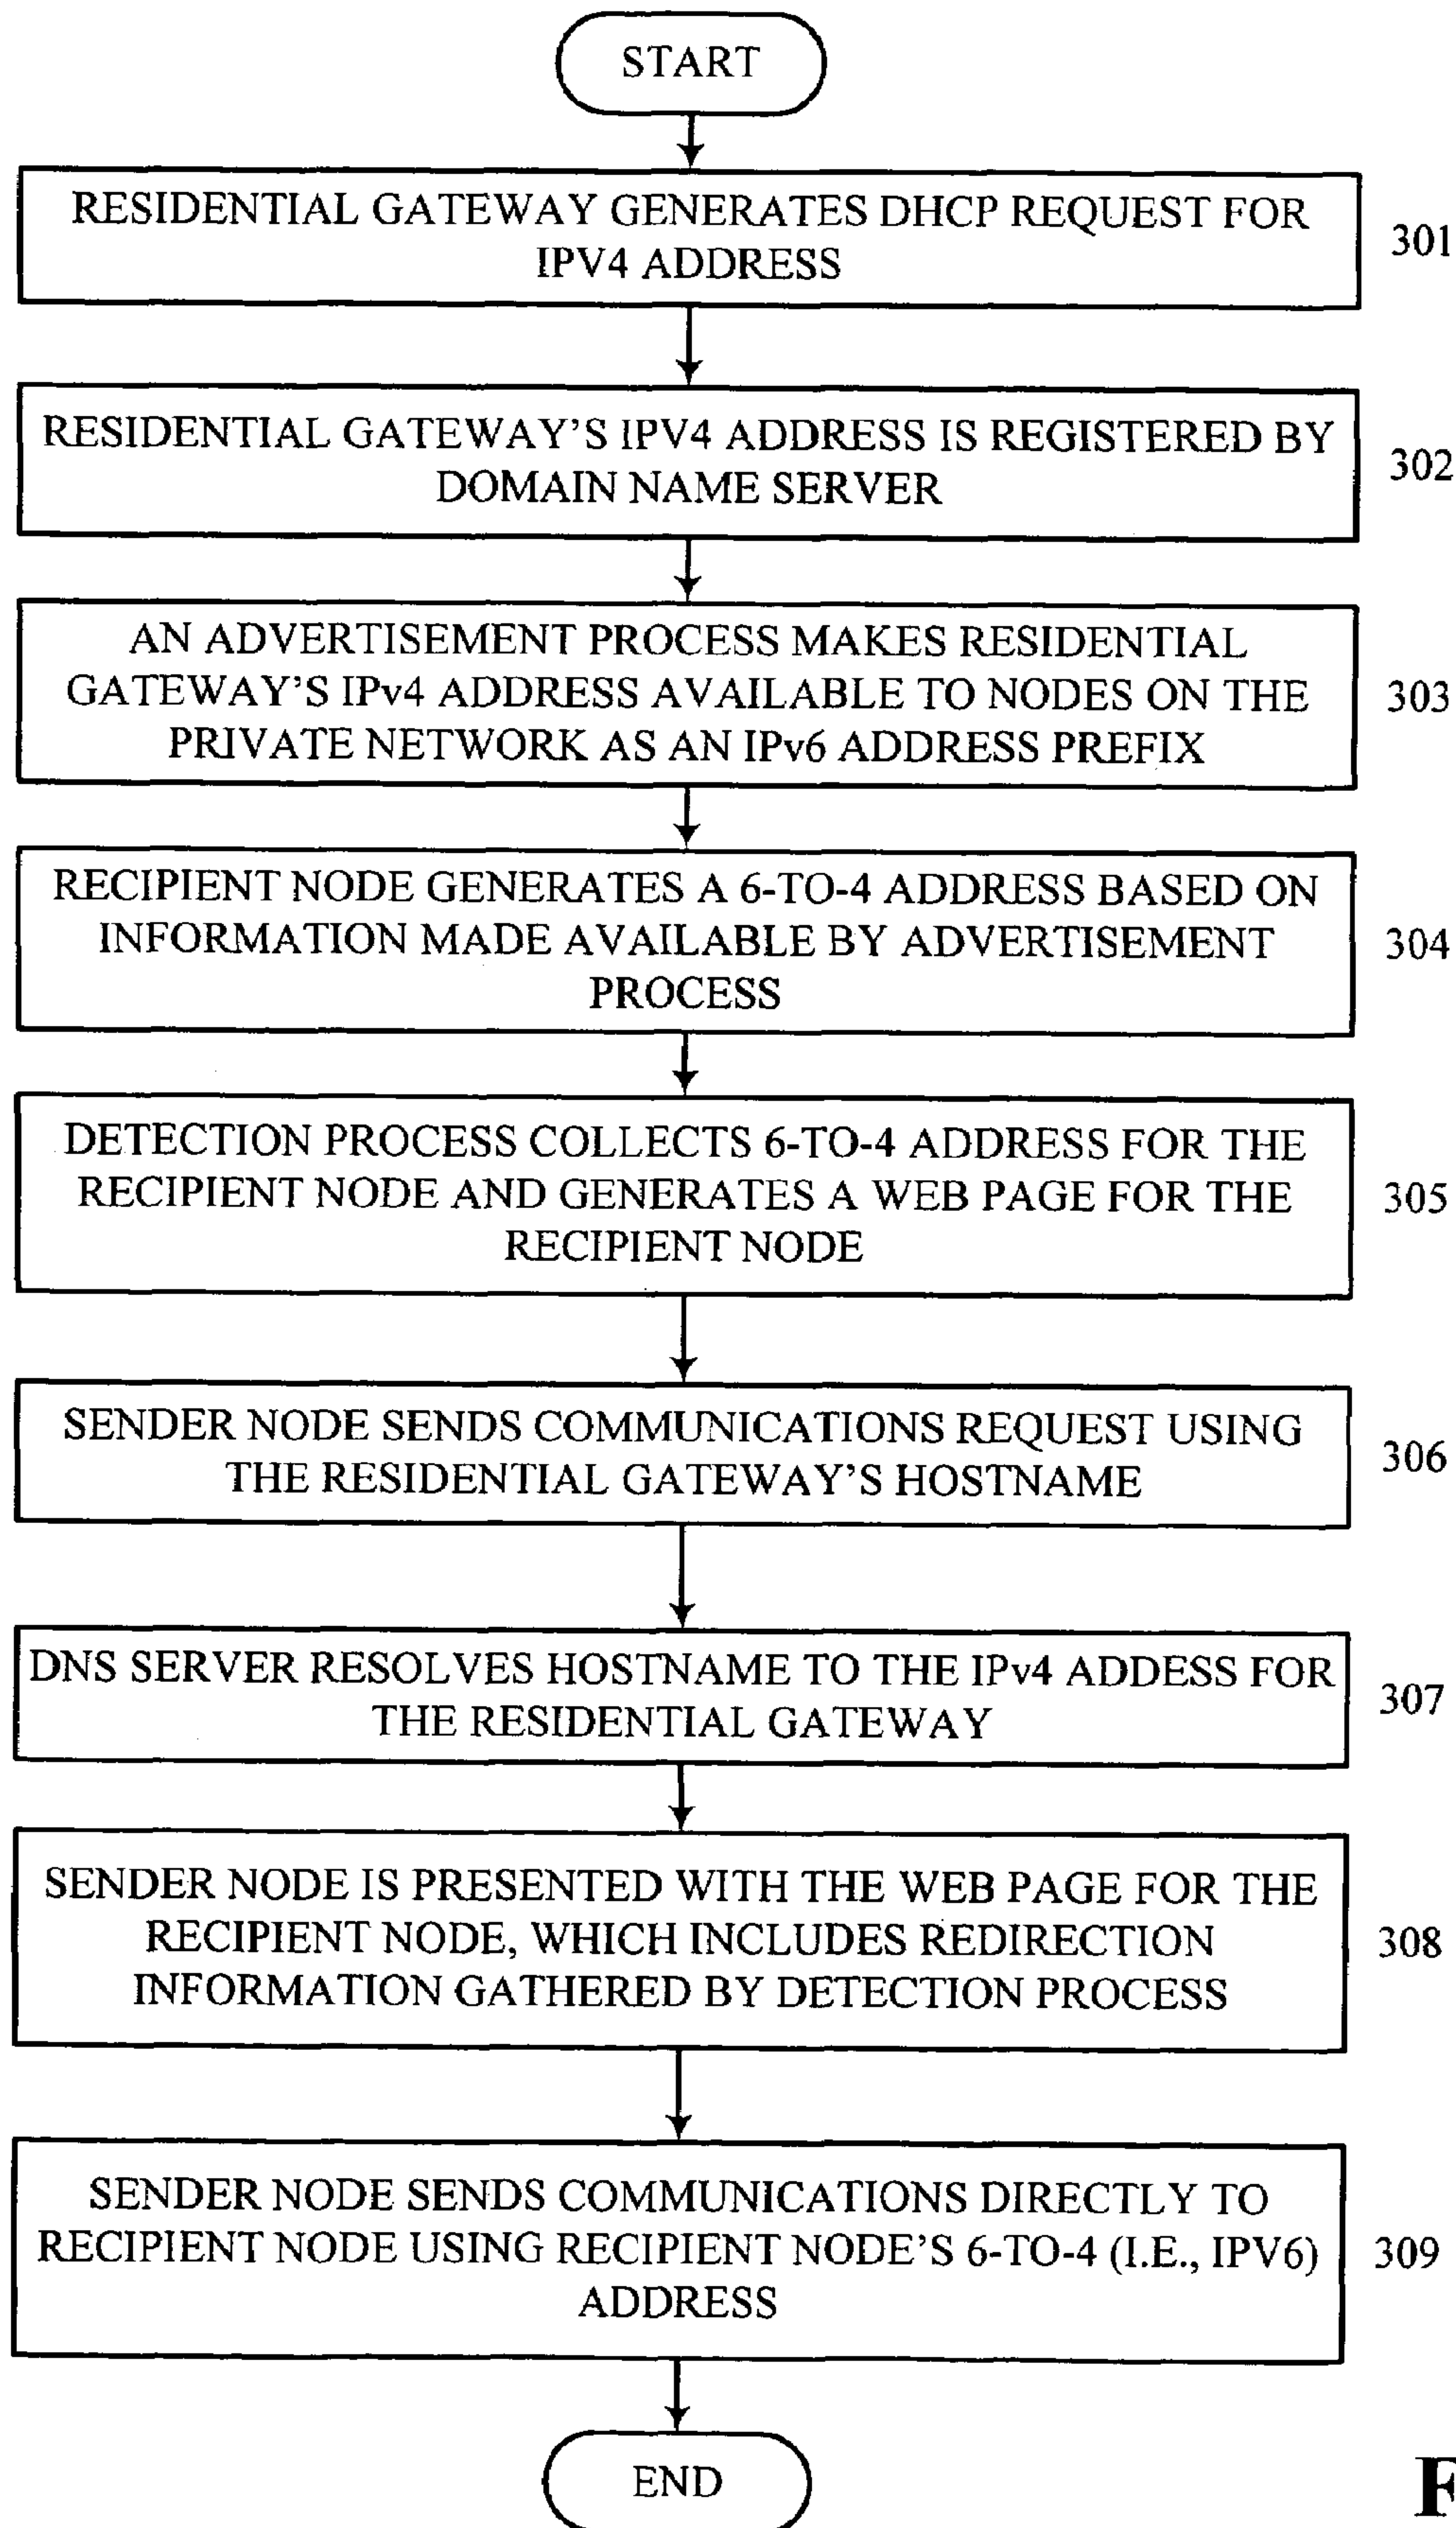 START
RESIDENTIAL GATEWAY GENERATES DHCP REQUEST FOR
IPV4 ADDRESS
301
RESIDENTIAL GATEWAY'S IPV4 ADDRESS IS REGISTERED BY
DOMAIN NAME SERVER
302
AN ADVERTISEMENT PROCESS MAKES RESIDENTIAL
GATEWAY'S IPv4 ADDRESS AVAILABLE TO NODES ON THE
PRIVATE NETWORK AS AN IPv6 ADDRESS PREFIX
303
RECIPIENT NODE GENERATES A 6-TO-4 ADDRESS BASED ON
INFORMATION MADE AVAILABLE BY ADVERTISEMENT
PROCESS
304
DETECTION PROCESS COLLECTS 6-TO-4 ADDRESS FOR THE
RECIPIENT NODE AND GENERATES A WEB PAGE FOR THE
RECIPIENT NODE
305
SENDER NODE SENDS COMMUNICATIONS REQUEST USING
THE RESIDENTIAL GATEWAY'S HOSTNAME
306
DNS SERVER RESOLVES HOSTNAME TO THE IPv4 ADDESS FOR
THE RESIDENTIAL GATEWAY
307
SENDER NODE IS PRESENTED WITH THE WEB PAGE FOR THE
RECIPIENT NODE, WHICH INCLUDES REDIRECTION
INFORMATION GATHERED BY DETECTION PROCESS
308
SENDER NODE SENDS COMMUNICATIONS DIRECTLY TO
RECIPIENT NODE USING RECIPIENT NODE'S 6-TO-4 (I.E., IPV6)
ADDRESS
309
END